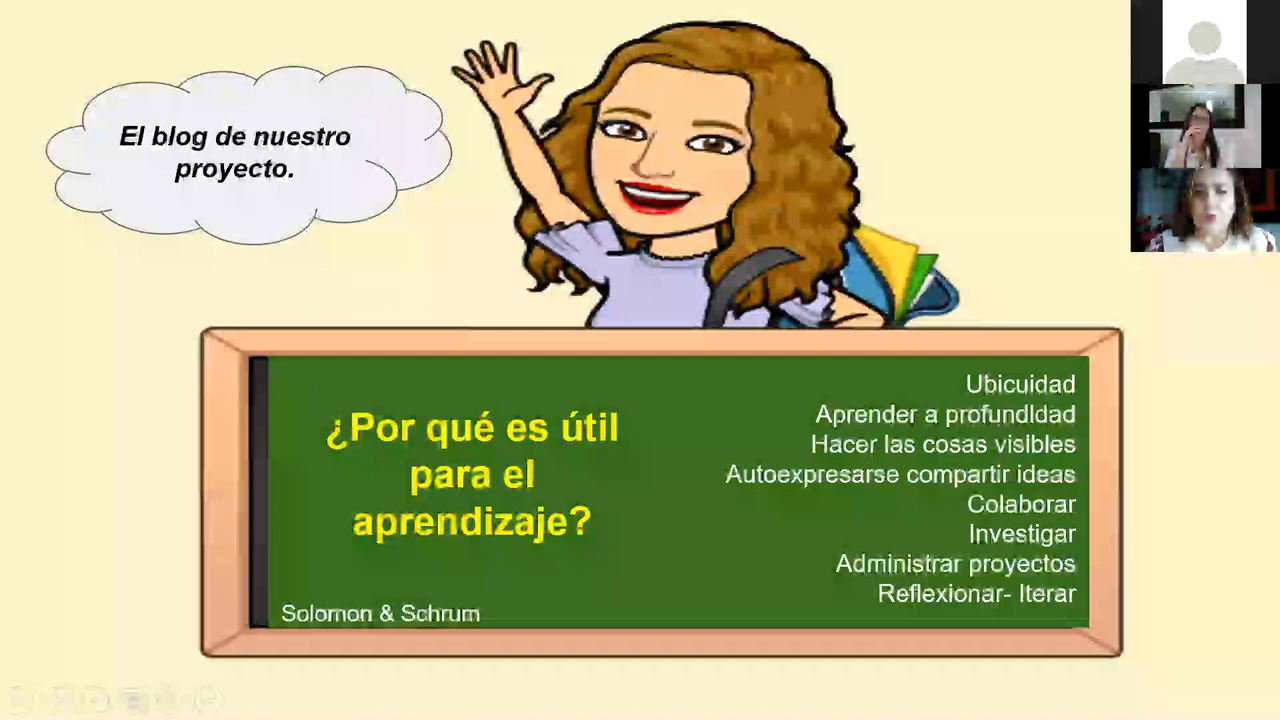 El blog de nuestro
proyecto.
¿Por qué es útil
para el
aprendizaje?
Ubicuidad
Aprender a profundidad
Hacer las cosas visibles
Autoexpresarse compartir ideas
Colaborar
Investigar
Administrar proyectos
Reflexionar- Iterar
Solomon & Schrum